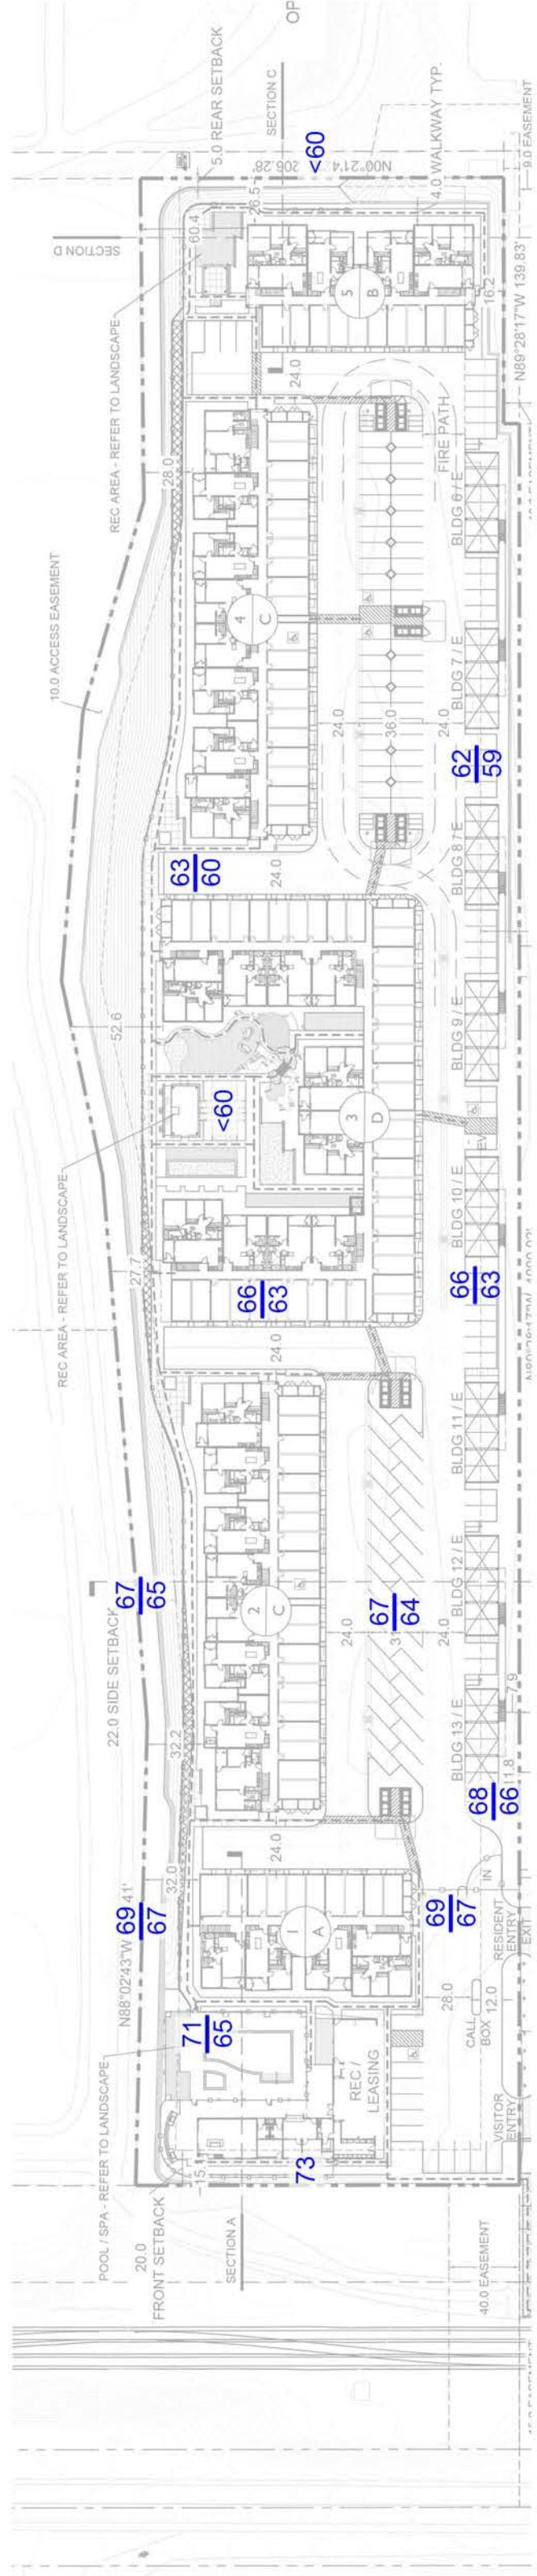 OP
5.0 REAR SETBACK
SECTION C
206.28'
N00°21'4
<60
4.0 WALKWAY TYP.
9.0 EASEMENT
SECTION D
60.4
26.5
5
B
16.2
N89°28'17"W 139.83'
REC AREA - REFER TO LANDSCAPE
28.0
24.0
FIRE PATH
BLDG 6 / E
10.0 ACCESS EASEMENT
4
C
BLDG 7 / E
24.0
36.0
24.0
62
59
63
60
24.0
BLDG 8 / E
52.6
BLDG 9 / E
<60
3
D
EV
REC AREA - REFER TO LANDSCAPE
27.7
BLDG 10 / E
66
63
66
63
24.0
BLDG 11 / E
67
65
22.0 SIDE SETBACK
2
C
BLDG 12 / E
67
64
24.0
31
24.0
32.2
BLDG 13 / E
7.9
11.8
68
66
24.0
N88°02'43"W
41'
69
67
32.0
1
A
69
67
IN
RESIDENT
ENTRY
EXIT
71
65
28.0
CALL
BOX
12.0
POOL / SPA - REFER TO LANDSCAPE
REC /
LEASING
VISITOR
ENTRY
73
15
20.0
FRONT SETBACK
SECTION A
40.0 EASEMENT